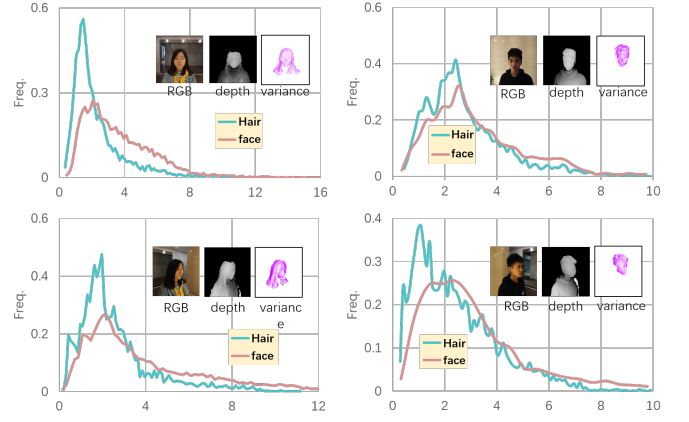 0.6
0.3
0
Freq.
RGB
depth
variance
Hair
face
0
4
8
12
16
0.6
0.4
0.2
0
Freq.
RGB
depth
variance
Hair
face
0
2
4
6
8
10
0.6
0.4
0.2
0
Freq.
RGB
depth
varianc
e
Hair
face
0
4
8
12
0.4
0.3
0.2
0.1
0
Freq.
RGB
depth
variance
Hair
face
0
2
4
6
8
10